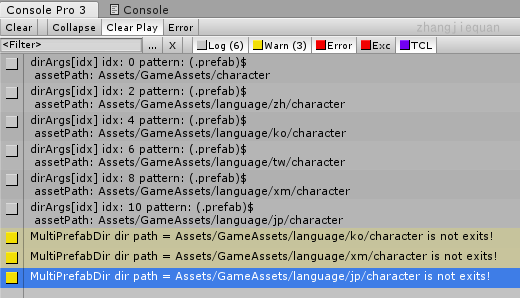 Console Pro 3 Console
Clear Collapse Clear Play Error zhangjiequan
<Filter> ... X Log (6) Warn (3) Error Exc TCL
dirArgs[idx] idx: 0 pattern: (.prefab)$
assetPath: Assets/GameAssets/character
dirArgs[idx] idx: 2 pattern: (.prefab)$
assetPath: Assets/GameAssets/language/zh/character
dirArgs[idx] idx: 4 pattern: (.prefab)$
assetPath: Assets/GameAssets/language/ko/character
dirArgs[idx] idx: 6 pattern: (.prefab)$
assetPath: Assets/GameAssets/language/tw/character
dirArgs[idx] idx: 8 pattern: (.prefab)$
assetPath: Assets/GameAssets/language/xm/character
dirArgs[idx] idx: 10 pattern: (.prefab)$
assetPath: Assets/GameAssets/language/jp/character
MultiPrefabDir dir path = Assets/GameAssets/language/ko/character is not exits!
MultiPrefabDir dir path = Assets/GameAssets/language/xm/character is not exits!
MultiPrefabDir dir path = Assets/GameAssets/language/jp/character is not exits!